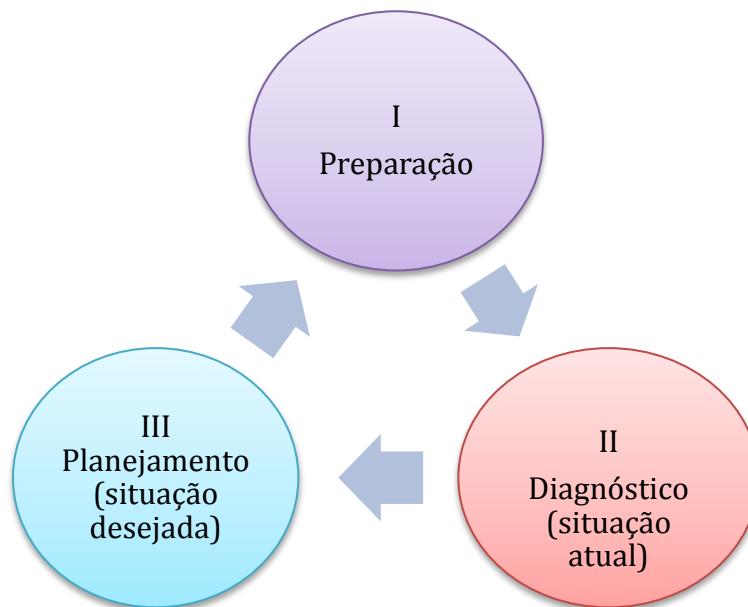 I
Preparação
II
Diagnóstico
(situação
atual)
III
Planejamento
(situação
desejada)